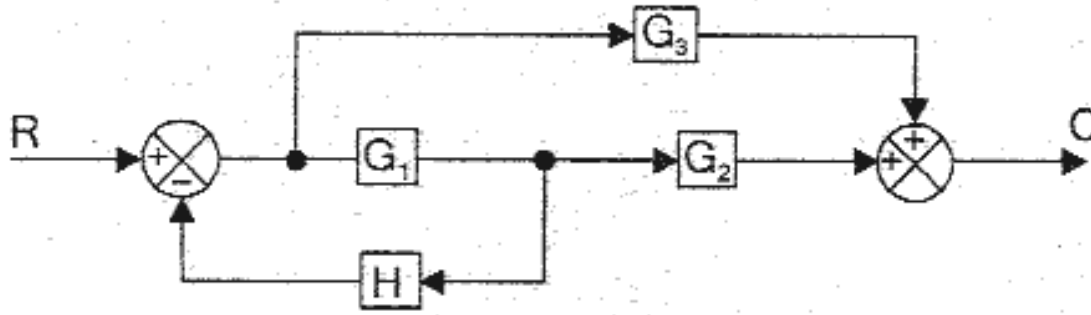 G₃
R
+
−
G₁
G₂
+
+
C
H